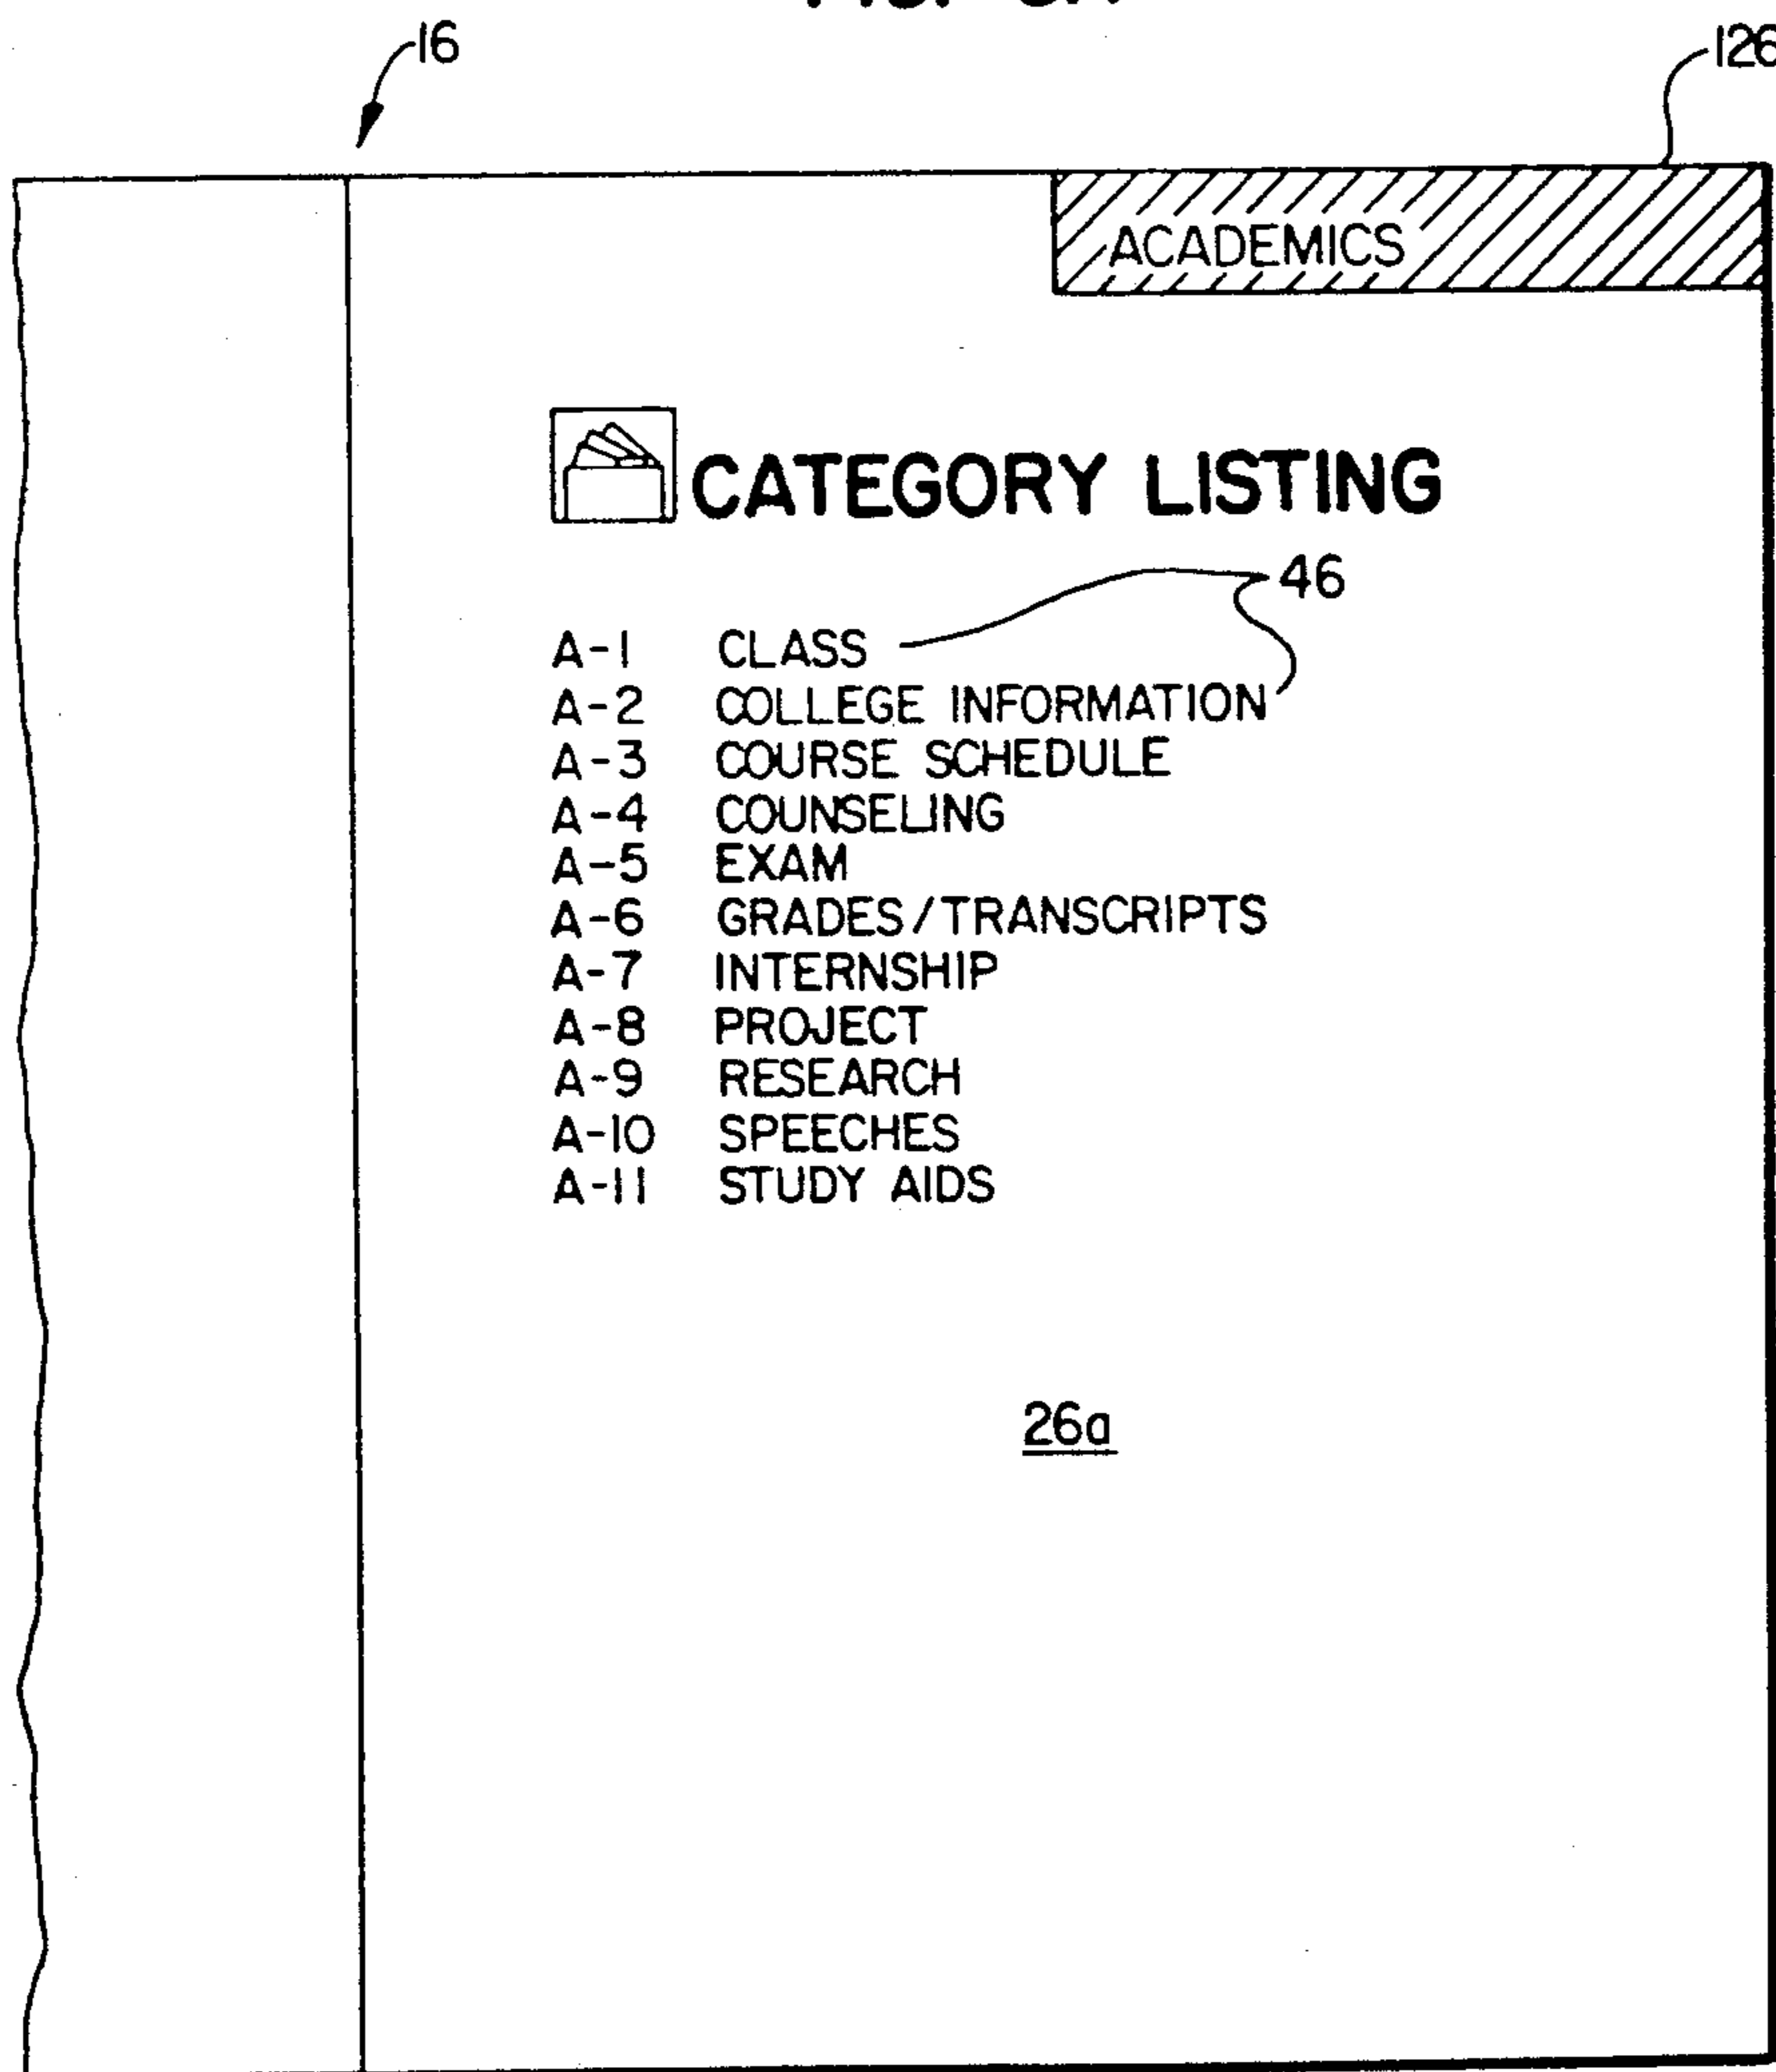 16
126
ACADEMICS
CATEGORY LISTING
46
A-1 CLASS
A-2 COLLEGE INFORMATION
A-3 COURSE SCHEDULE
A-4 COUNSELING
A-5 EXAM
A-6 GRADES/TRANSCRIPTS
A-7 INTERNSHIP
A-8 PROJECT
A-9 RESEARCH
A-10 SPEECHES
A-11 STUDY AIDS
26a